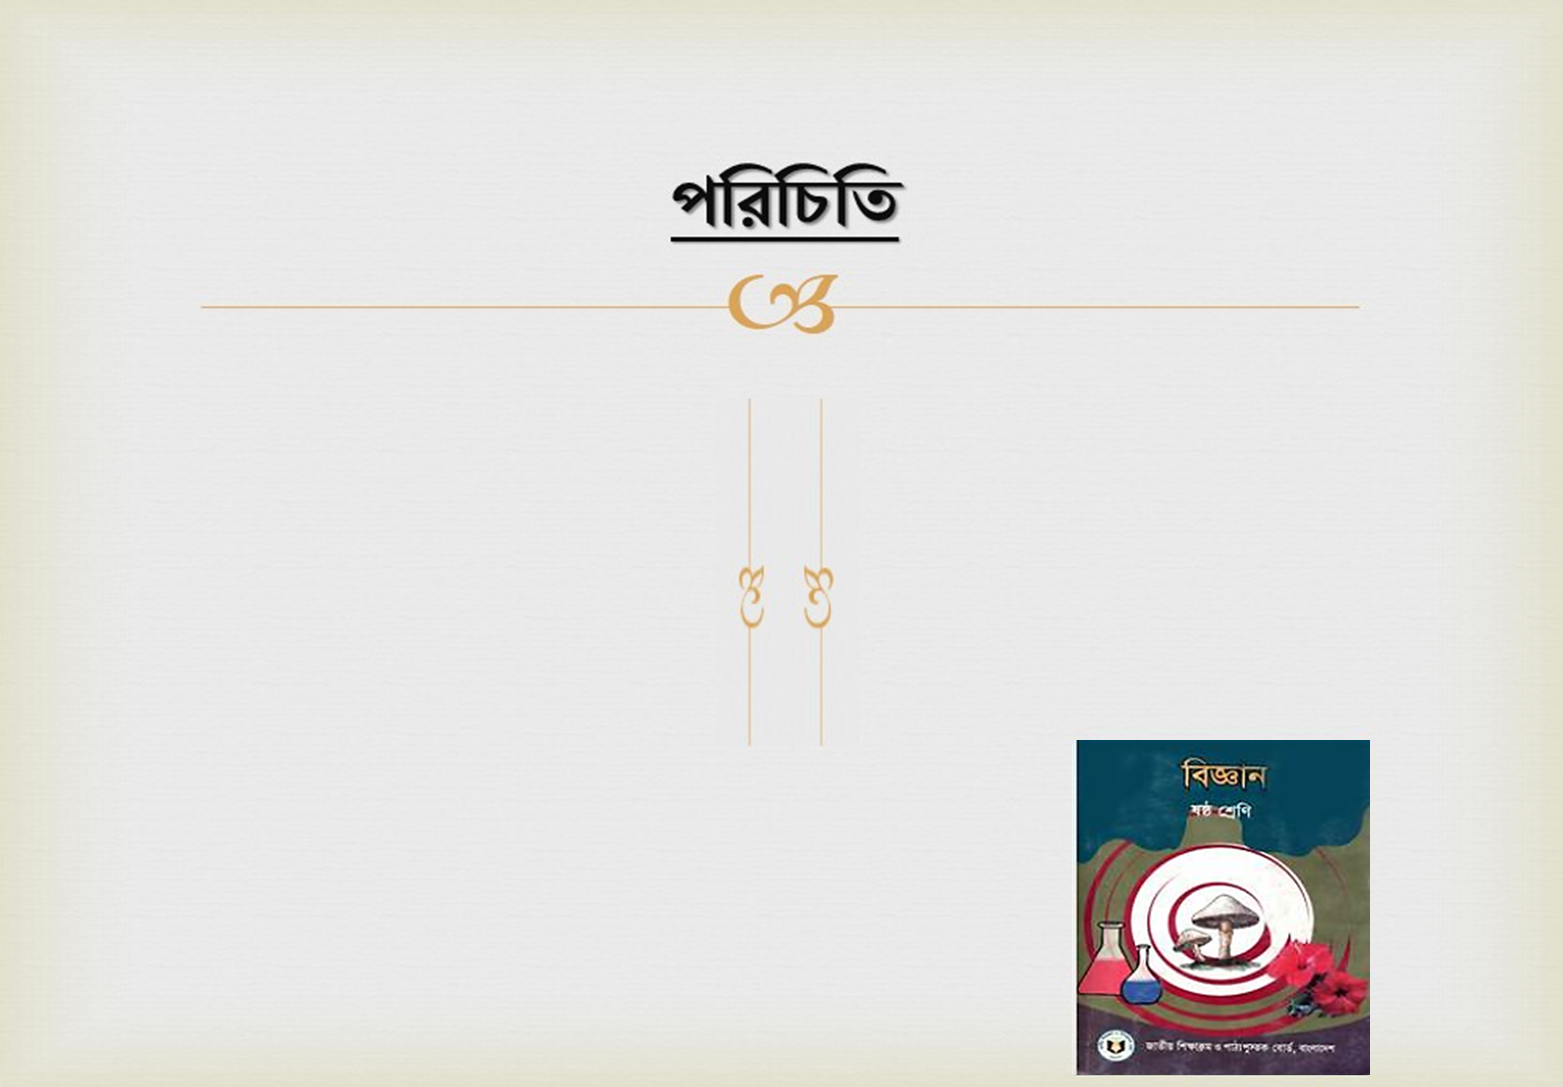 পরিচিতি
বিজ্ঞান
ষষ্ঠ শ্রেণি
জাতীয় শিক্ষাক্রম ও পাঠ্যপুস্তক বোর্ড, বাংলাদেশ